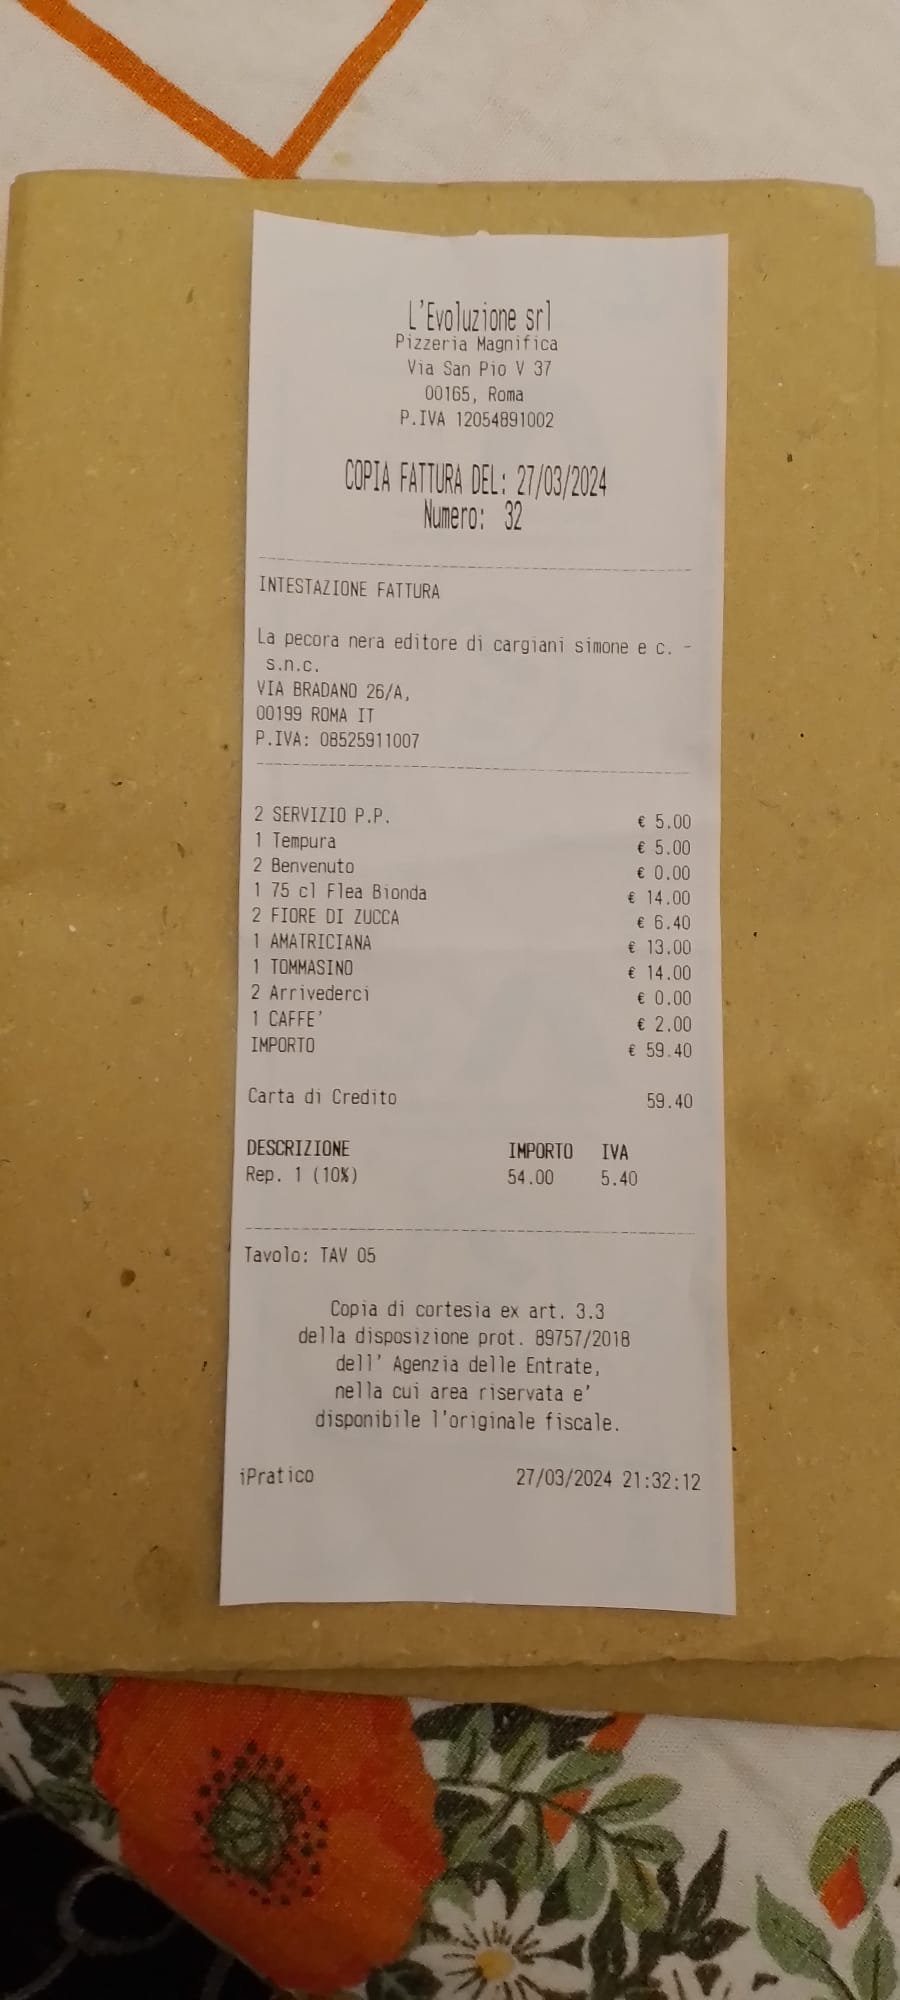 L'Evoluzione srl
Pizzeria Magnifica
Via San Pio V 37
00165, Roma
P.IVA 12054891002
COPIA FATTURA DEL: 27/03/2024
Numero: 32
INTESTAZIONE FATTURA
La pecora nera editore di cargiani simone e c. -
s.n.c.
VIA BRADANO 26/A,
00199 ROMA IT
P.IVA: 08525911007
2 SERVIZIO P.P. € 5.00
1 Tempura € 5.00
2 Benvenuto € 0.00
1 75 cl Flea Bionda € 14.00
2 FIORE DI ZUCCA € 6.40
1 AMATRICIANA € 13.00
1 TOMMASINO € 14.00
2 Arrivederci € 0.00
1 CAFFE' € 2.00
IMPORTO € 59.40
Carta di Credito 59.40
DESCRIZIONE IMPORTO IVA
Rep. 1 (10%) 54.00 5.40
Tavolo: TAV 05
Copia di cortesia ex art. 3.3
della disposizione prot. 89757/2018
dell' Agenzia delle Entrate,
nella cui area riservata e'
disponibile l'originale fiscale.
iPratico 27/03/2024 21:32:12